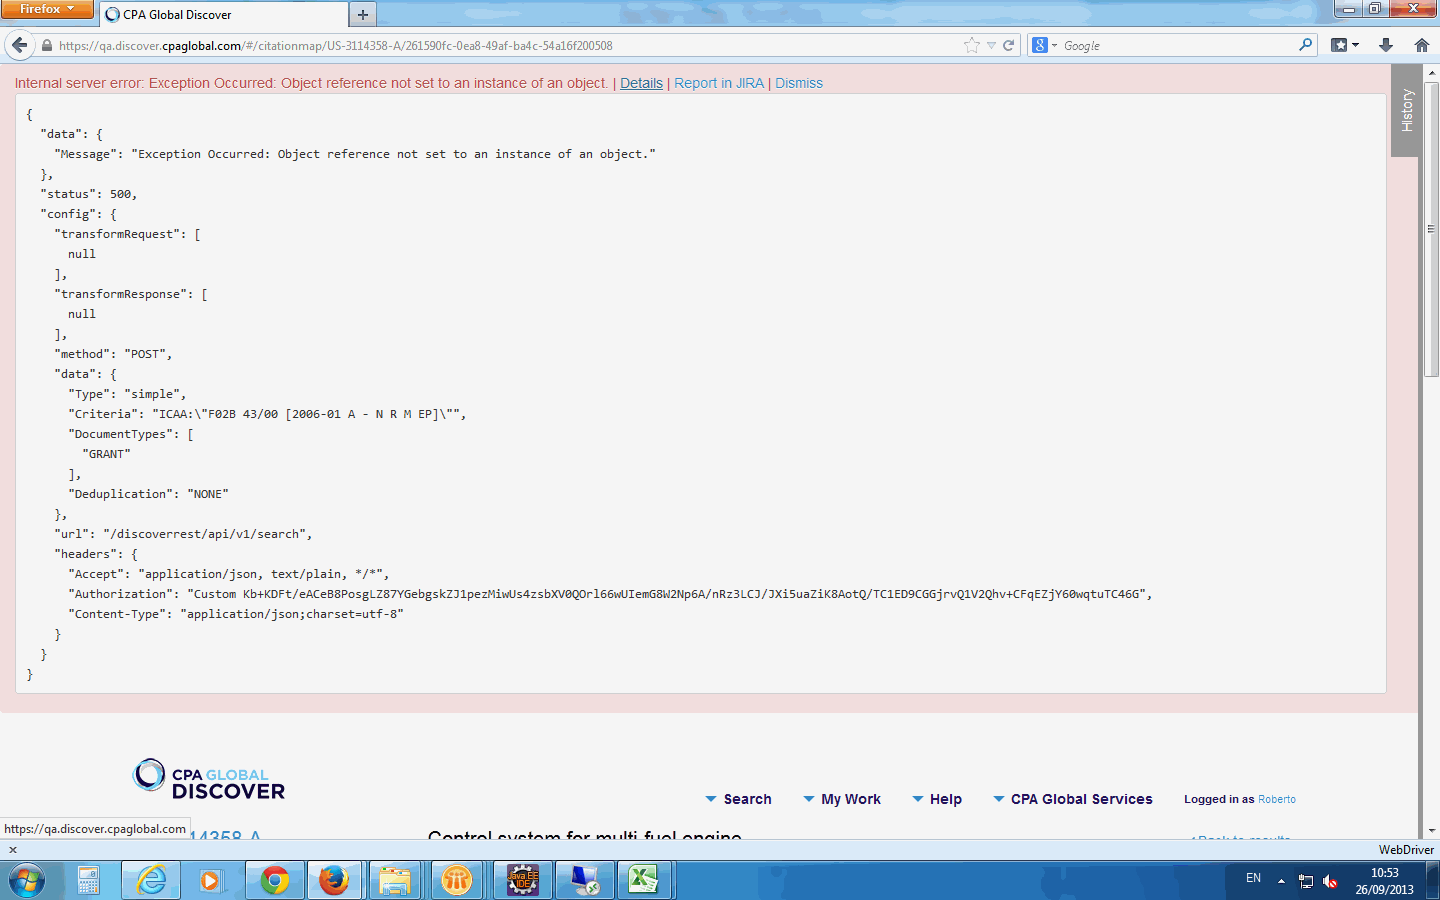 Firefox
CPA Global Discover
https://qa.discover.cpaglobal.com/#/citationmap/US-3114358-A/261590fc-0ea8-49af-ba4c-54a16f200508
Google
Internal server error: Exception Occurred: Object reference not set to an instance of an object. | Details | Report in JIRA | Dismiss
History
{
"data": {
"Message": "Exception Occurred: Object reference not set to an instance of an object."
},
"status": 500,
"config": {
"transformRequest": [
null
],
"transformResponse": [
null
],
"method": "POST",
"data": {
"Type": "simple",
"Criteria": "ICAA:\"F02B 43/00 [2006-01 A - N R M EP]\"",
"DocumentTypes": [
"GRANT"
],
"Deduplication": "NONE"
},
"url": "/discoverrest/api/v1/search",
"headers": {
"Accept": "application/json, text/plain, */*",
"Authorization": "Custom Kb+KDFt/eACeB8PosgLZ87YGebgskZJ1pezMiwUs4zsbXV0QOrl66wUIemG8W2Np6A/nRz3LCJ/JXi5uaZiK8AotQ/TC1ED9CGGjrvQ1V2Qhv+CFqEZjY60wqtuTC46G",
"Content-Type": "application/json;charset=utf-8"
}
}
}
CPA GLOBAL
DISCOVER
Search
My Work
Help
CPA Global Services
Logged in as Roberto
https://qa.discover.cpaglobal.com
14358-A
Control system for multi-fuel engine
Back to results
WebDriver
Java EE
IDE
EN
10:53
26/09/2013